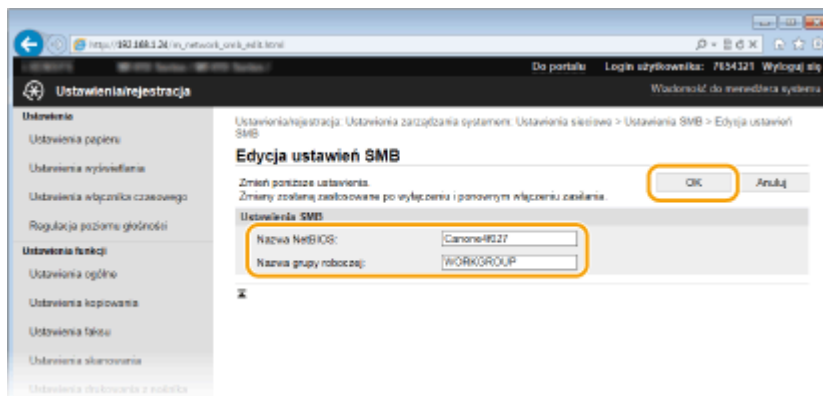 http://192.168.1.24/m_network_smb_edit.html
Do portalu Login użytkownika: 7654321 Wyloguj się
Ustawienia/rejestracja
Wiadomość do menedżera systemu
Ustawienia
Ustawienia papieru
Ustawienia wyświetlania
Ustawienia włącznika czasowego
Regulacja poziomu głośności
Ustawienia funkcji
Ustawienia ogólne
Ustawienia kopiowania
Ustawienia faksu
Ustawienia skanowania
Ustawienia drukowania z nośnika
Ustawienia/rejestracja: Ustawienia zarządzania systemem: Ustawienia sieciowe > Ustawienia SMB > Edycja ustawień
SMB
Edycja ustawień SMB
Zmień poniższe ustawienia.
Zmiany zostaną zastosowane po wyłączeniu i ponownym włączeniu zasilania.
OK
Anuluj
Ustawienia SMB
Nazwa NetBIOS:
Canone4f027
Nazwa grupy roboczej:
WORKGROUP